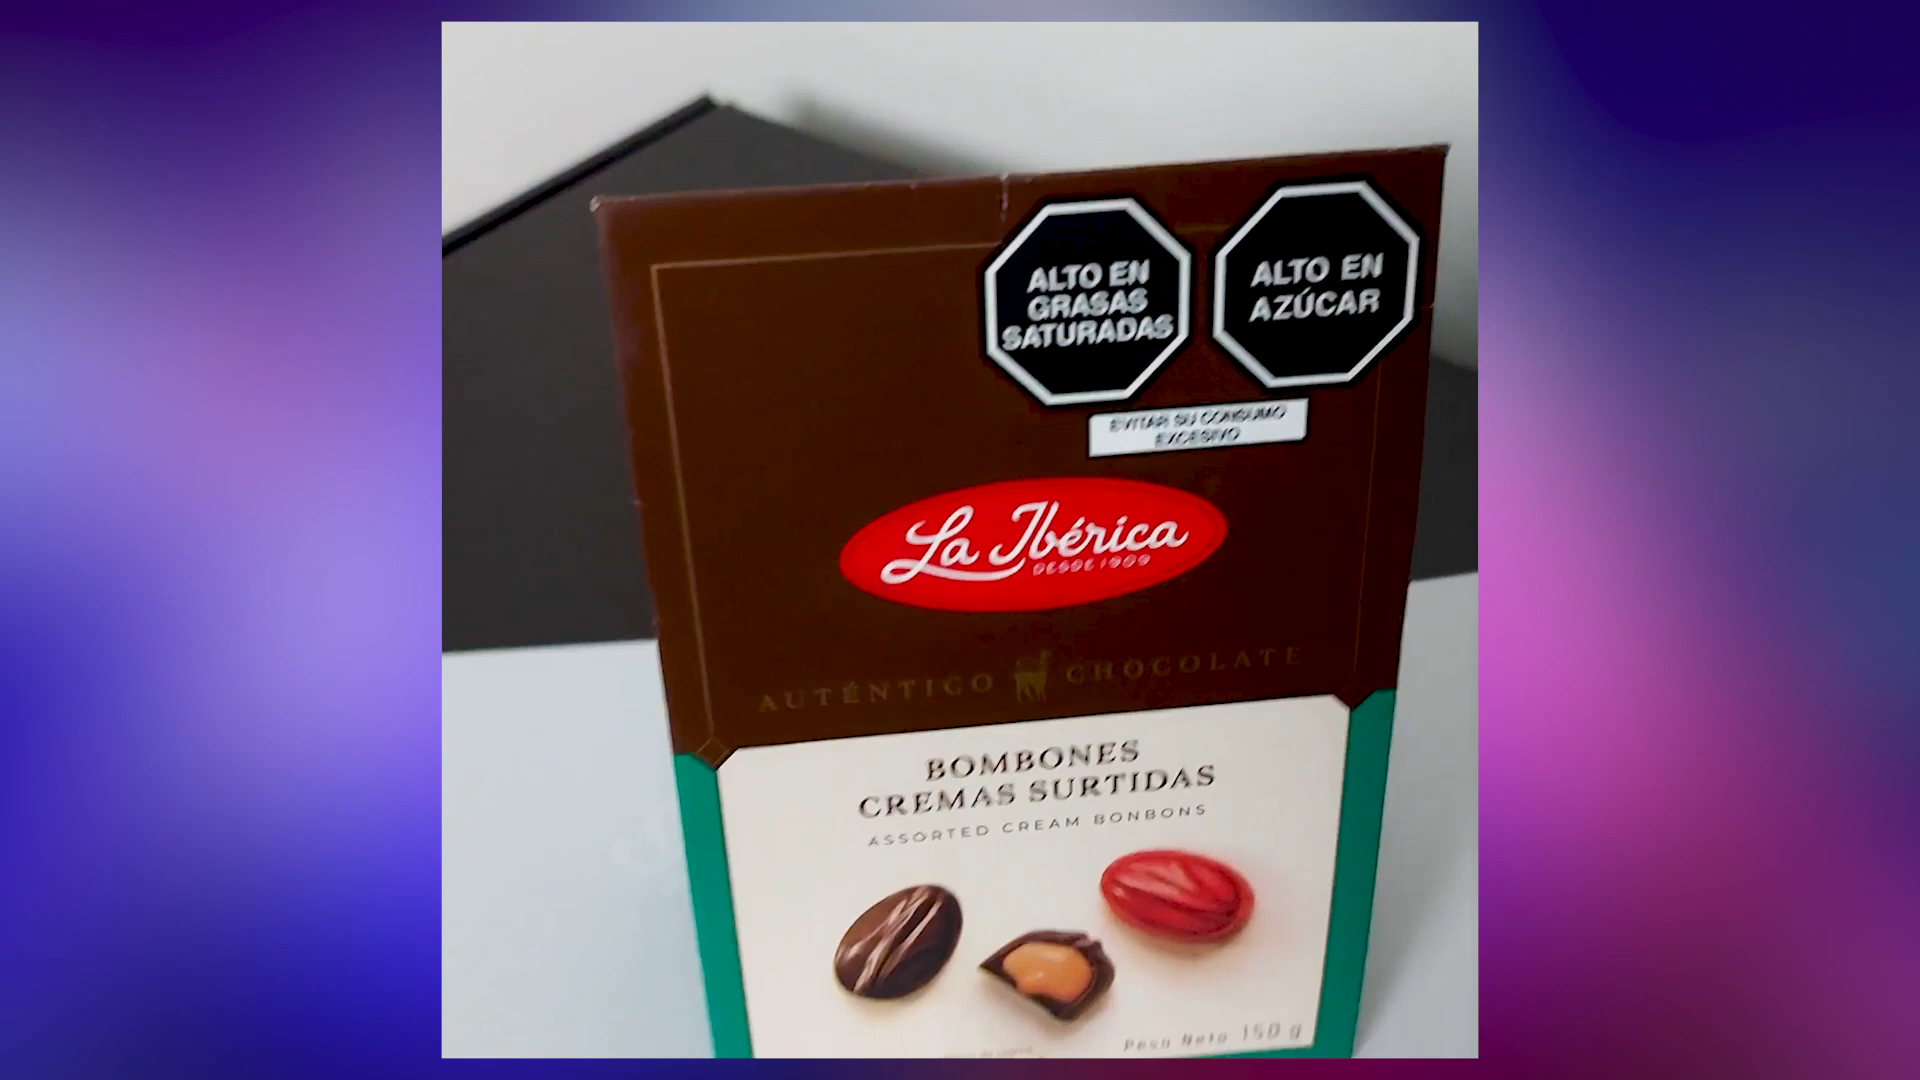 ALTO EN
GRASAS
SATURADAS
ALTO EN
AZÚCAR
EVITAR SU CONSUMO
EXCESIVO
La Ibérica
DESDE 1909
AUTÉNTICO CHOCOLATE
BOMBONES
CREMAS SURTIDAS
ASSORTED CREAM BONBONS
Peso Neto 150 g